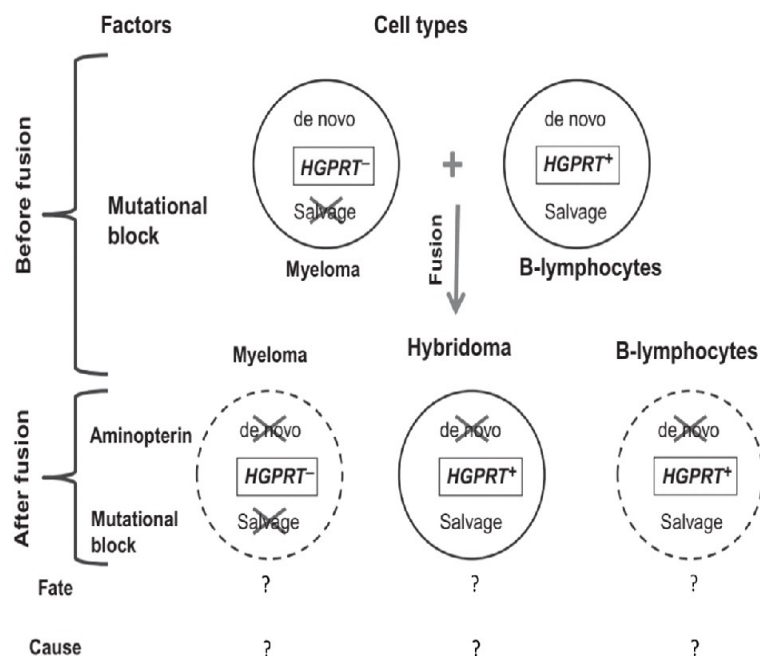 Factors Cell types
Before fusion
Mutational
block
de novo
HGPRT⁻
Salvage
Myeloma
+
de novo
HGPRT⁺
Salvage
B-lymphocytes
Fusion
After fusion
Myeloma Hybridoma B-lymphocytes
Aminopterin de novo de novo de novo
HGPRT⁻ HGPRT⁺ HGPRT⁺
Mutational
block
Salvage Salvage Salvage
Fate ? ? ?
Cause ? ? ?